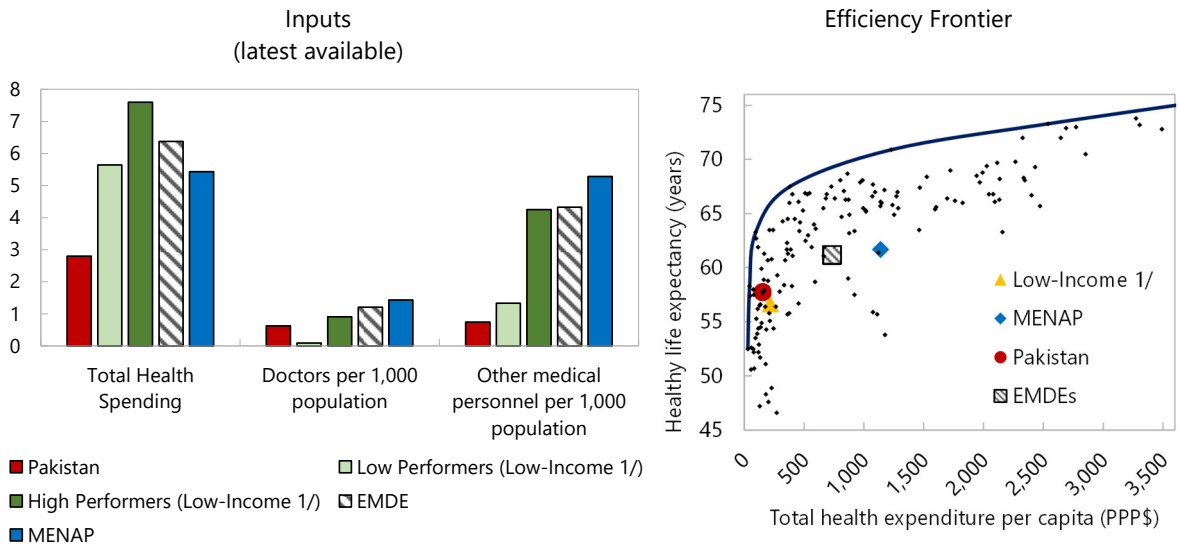 Inputs
(latest available)
8
7
6
5
4
3
2
1
0
Total Health
Spending
Doctors per 1,000
population
Other medical
personnel per 1,000
population
Pakistan
Low Performers (Low-Income 1/)
High Performers (Low-Income 1/)
EMDE
MENAP
Efficiency Frontier
Healthy life expectancy (years)
75
70
65
60
55
50
45
Low-Income 1/
MENAP
Pakistan
EMDEs
0
500
1,000
1,500
2,000
2,500
3,000
3,500
Total health expenditure per capita (PPP$)